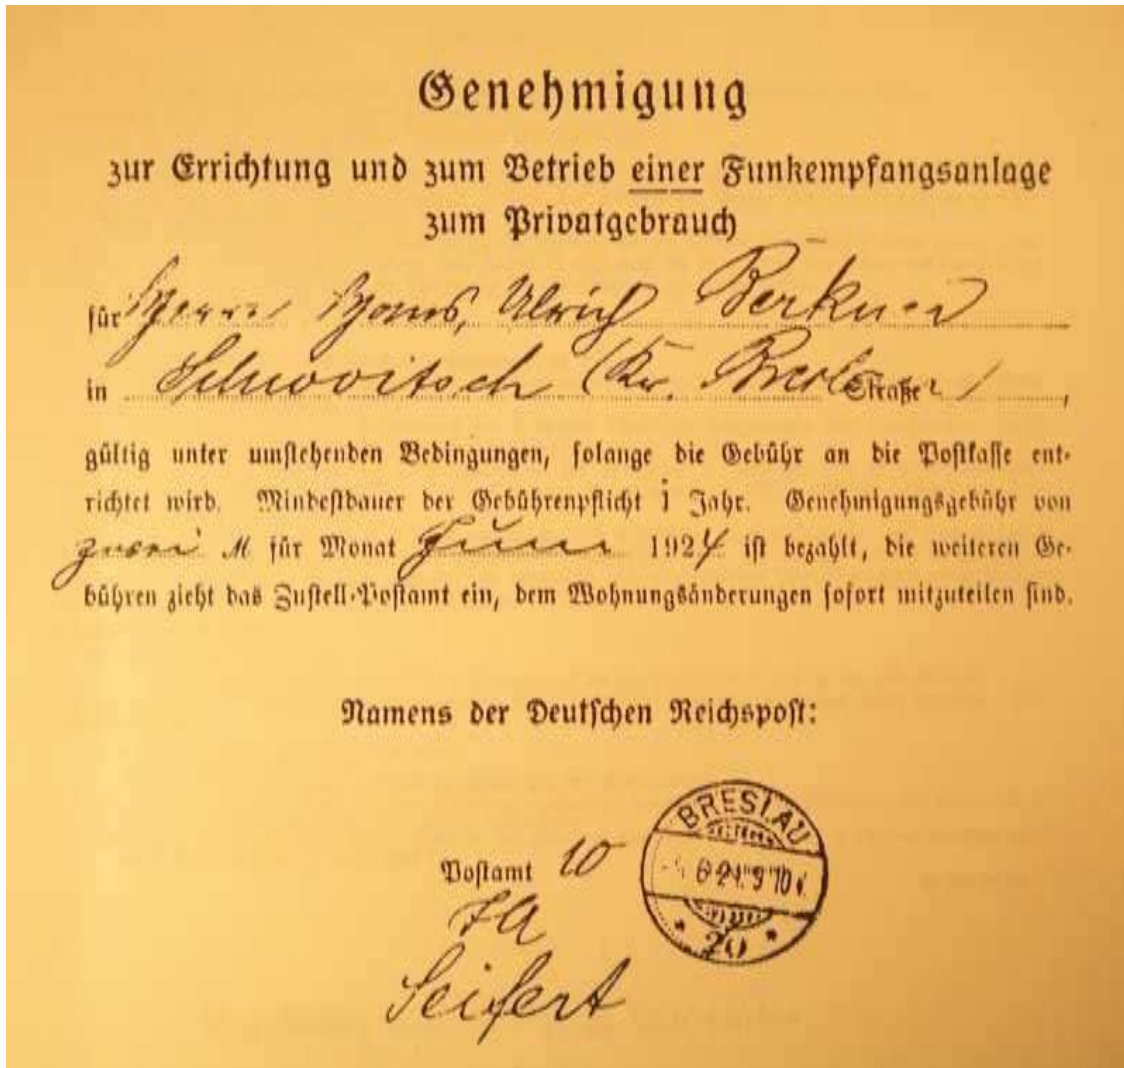 Genehmigung
zur Errichtung und zum Betrieb einer Funkempfangsanlage
zum Privatgebrauch
für Herrn Hans, Ulrich
in (Kr. Straße ),
gültig unter umstehenden Bedingungen, solange die Gebühr an die Postkasse ent-
richtet wird. Mindestdauer der Gebührenpflicht 1 Jahr. Genehmigungsgebühr von
zwei M für Monat Juni 1924 ist bezahlt, die weiteren Ge-
bühren zieht das Zustell-Postamt ein, dem Wohnungsänderungen sofort mitzuteilen sind.
Namens der Deutschen Reichspost:
BRESLAU
Postamt 10
IA
Seifert